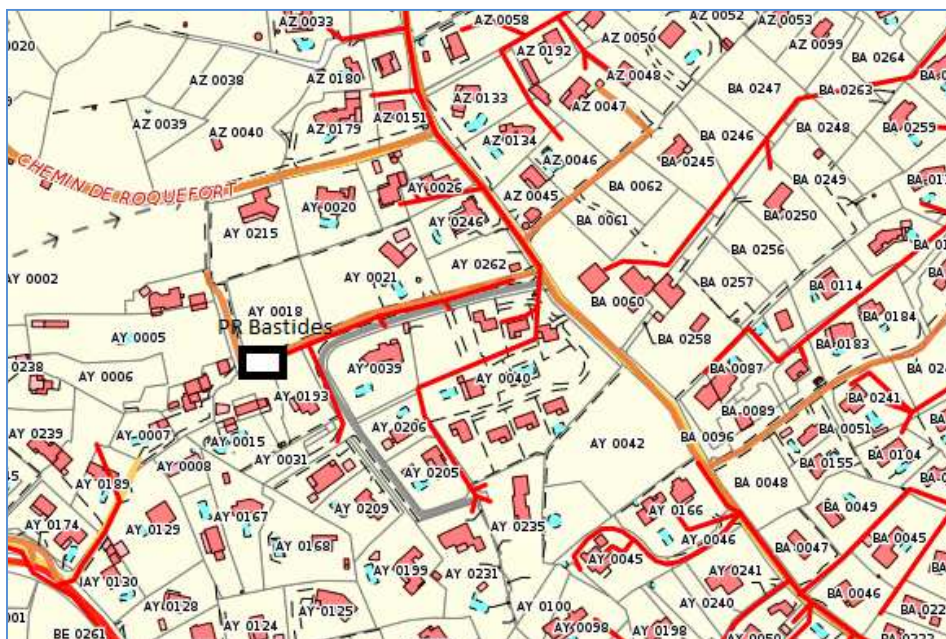 AZ 0033
AZ 0058
AZ 0052
AZ 0053
0020
AZ 0038
AZ 0180
AZ 0192
AZ 0050
AZ 0099
BA 0264
AZ 0048
BA 0247
BA 0263
AZ 0039
AZ 0040
AZ 0179
AZ 0151
AZ 0133
AZ 0047
AZ 0134
BA 0246
BA 0248
BA 0259
CHEMIN DE ROQUEFORT
AZ 0046
BA 0245
BA 0249
AY 0026
AZ 0045
BA 0062
AY 0020
AY 0215
AY 0246
BA 0061
BA 0250
BA 0256
AY 0002
AY 0021
AY 0262
BA 0257
BA 0114
AY 0018
BA 0060
PR Bastides
BA 0184
AY 0005
BA 0258
BA 0183
0238
AY 0006
AY 0039
AY 0040
BA 0087
AY 0193
BA 0241
BA 0089
AY 0239
AY 0007
AY 0015
AY 0206
AY 0042
BA 0096
BA 0051
AY 0031
BA 0104
AY 0008
BA 0155
AY 0189
AY 0205
BA 0048
AY 0174
AY 0129
AY 0167
AY 0209
AY 0235
AY 0166
BA 0049
AY 0168
AY 0046
BA 0047
BA 0045
AY 0045
AY 0199
AY 0231
AY 0241
AY 0130
BA 0046
AY 0128
AY 0125
AY 0100
AY 0240
BE 0261
AY 0124
AY 0098
AY 0198
AY 0050